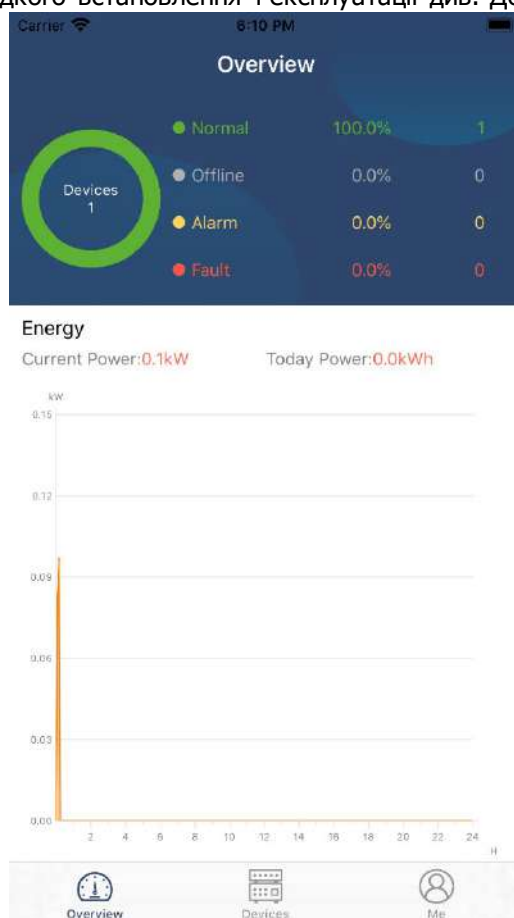 встановлення і експлуатації див.
Carrier 6:10 PM
Overview
Devices
1
Normal 100.0% 1
Offline 0.0% 0
Alarm 0.0% 0
Fault 0.0% 0
Energy
Current Power:0.1kW Today Power:0.0kWh
kW
0.15
0.12
0.09
0.06
0.03
0.00
2 4 6 8 10 12 14 16 18 20 22 24
H
Overview Devices Me